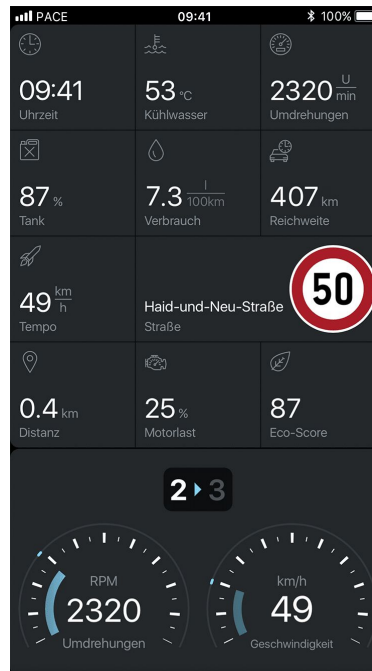 PACE 09:41 100%
09:41
Uhrzeit
53 °C
Kühlwasser
2320 U/min
Umdrehungen
87 %
Tank
7.3 l/100km
Verbrauch
407 km
Reichweite
49 km/h
Tempo
Haid-und-Neu-Straße
Straße
50
0.4 km
Distanz
25 %
Motorlast
87
Eco-Score
2 3
RPM
2320
Umdrehungen
km/h
49
Geschwindigkeit